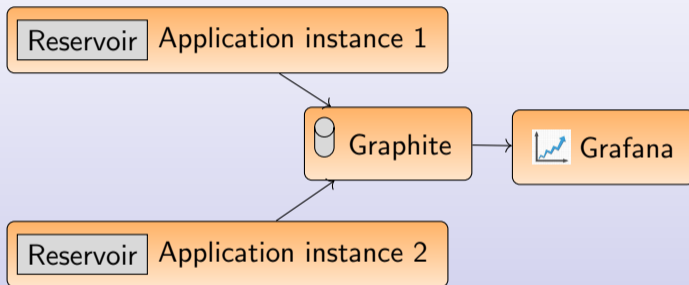 Reservoir Application instance 1
Graphite
Grafana
Reservoir Application instance 2